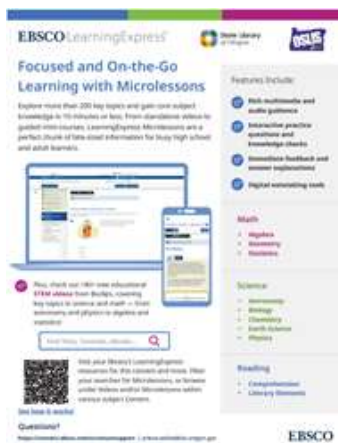 EBSCO LearningExpress
State Library
of Oregon
OSLIS
Focused and On-the-Go
Learning with Microlessons
Explore more than 200 key topics and gain core subject
knowledge in 10 minutes or less. From standalone videos to
guided mini-courses, LearningExpress Microlessons are a
perfect chunk of bite-sized information for busy high school
and adult learners.
Features Include:
Rich multimedia and
audio guidance
Interactive practice
questions and
knowledge checks
Immediate feedback and
answer explanations
Digital notetaking tools
Math
Algebra
Geometry
Statistics
Science
Astronomy
Biology
Chemistry
Earth Science
Physics
Reading
Comprehension
Literary Elements
Plus, check out new educational
STEM videos from covering
key topics in science and math — from
astronomy and physics to algebra and
statistics!
Visit your library's LearningExpress
resources for this content and more. Filter
your searches for Microlessons, or browse
under Videos and/or Microlessons within
various subject Centers.
See how it works!
Questions?
EBSCO